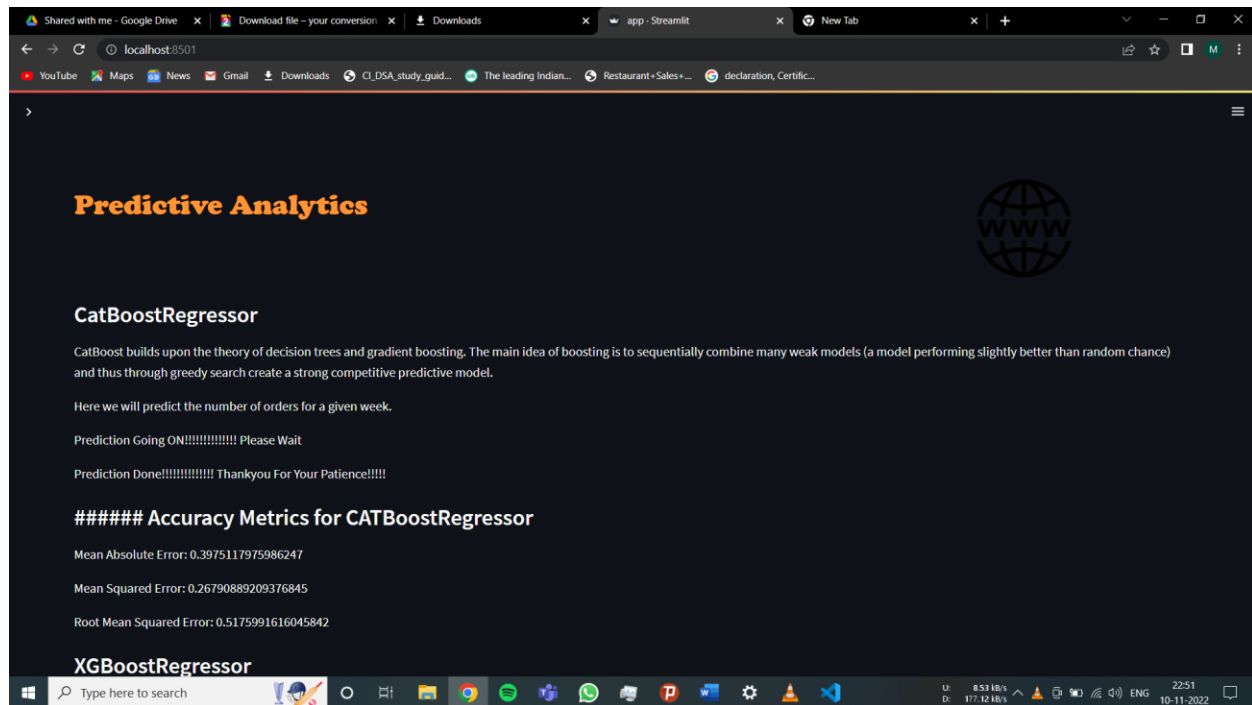 Shared with me - Google Drive
Download file – your conversion
Downloads
app · Streamlit
New Tab
localhost:8501
M
YouTube
Maps
News
Gmail
Downloads
CI_DSA_study_guid...
The leading Indian...
Restaurant+Sales+...
declaration, Certific...
Predictive Analytics
WWW
CatBoostRegressor
CatBoost builds upon the theory of decision trees and gradient boosting. The main idea of boosting is to sequentially combine many weak models (a model performing slightly better than random chance)
and thus through greedy search create a strong competitive predictive model.
Here we will predict the number of orders for a given week.
Prediction Going ON!!!!!!!!!!!!!! Please Wait
Prediction Done!!!!!!!!!!!!!! Thankyou For Your Patience!!!!!
###### Accuracy Metrics for CATBoostRegressor
Mean Absolute Error: 0.3975117975986247
Mean Squared Error: 0.26790889209376845
Root Mean Squared Error: 0.5175991616045842
XGBoostRegressor
Type here to search
U: 8.53 kB/s
D: 177.12 kB/s
ENG
22:51
10-11-2022